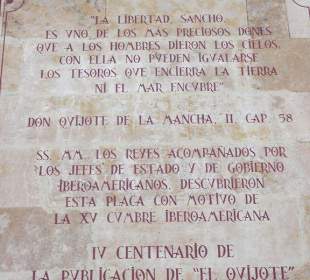 "LA LIBERTAD, SANCHO,
ES VNO DE LOS MAS PRECIOSOS DONES
QVE A LOS HOMBRES DIERON LOS CIELOS,
CON ELLA NO PVEDEN IGVALARSE
LOS TESOROS QVE ENCIERRA LA TIERRA
NI EL MAR ENCVBRE"
DON QVIJOTE DE LA MANCHA, II, CAP 58
SS. MM. LOS REYES ACOMPAÑADOS POR
LOS JEFES DE ESTADO Y DE GOBIERNO
IBEROAMERICANOS, DESCVBRIERON
ESTA PLACA CON MOTIVO DE
LA XV CVMBRE IBEROAMERICANA
IV CENTENARIO DE
LA PVBLICACION DE "EL QVIJOTE"